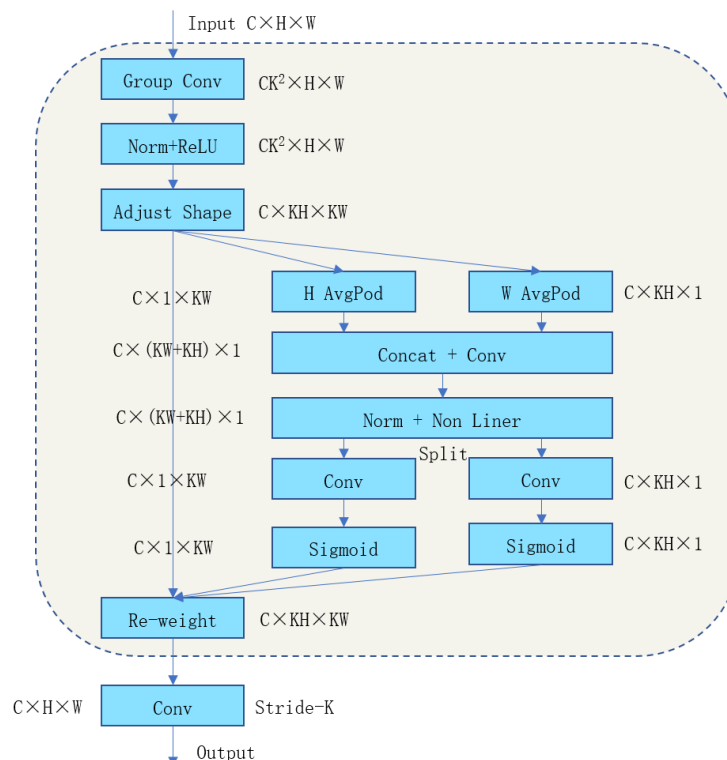 Input C×H×W
Group Conv CK²×H×W
Norm+ReLU CK²×H×W
Adjust Shape C×KH×KW
C×1×KW H AvgPod W AvgPod C×KH×1
C×(KW+KH)×1 Concat + Conv
C×(KW+KH)×1 Norm + Non Liner
Split
C×1×KW Conv Conv C×KH×1
C×1×KW Sigmoid Sigmoid C×KH×1
Re-weight C×KH×KW
C×H×W Conv Stride-K
Output